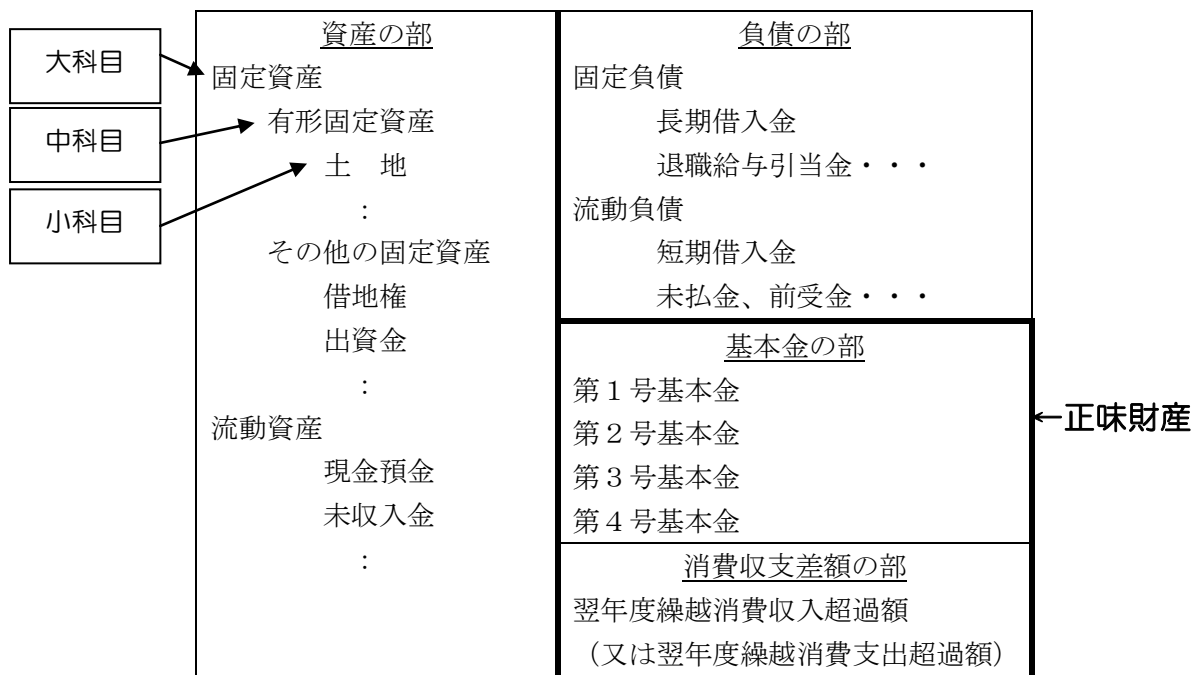 大科目
中科目
小科目
資産の部
固定資産
有形固定資産
土　地
：
その他の固定資産
借地権
出資金
：
流動資産
現金預金
未収入金
：
負債の部
固定負債
長期借入金
退職給与引当金・・・
流動負債
短期借入金
未払金、前受金・・・
基本金の部
第１号基本金
第２号基本金
第３号基本金
第４号基本金
消費収支差額の部
翌年度繰越消費収入超過額
（又は翌年度繰越消費支出超過額）
←正味財産